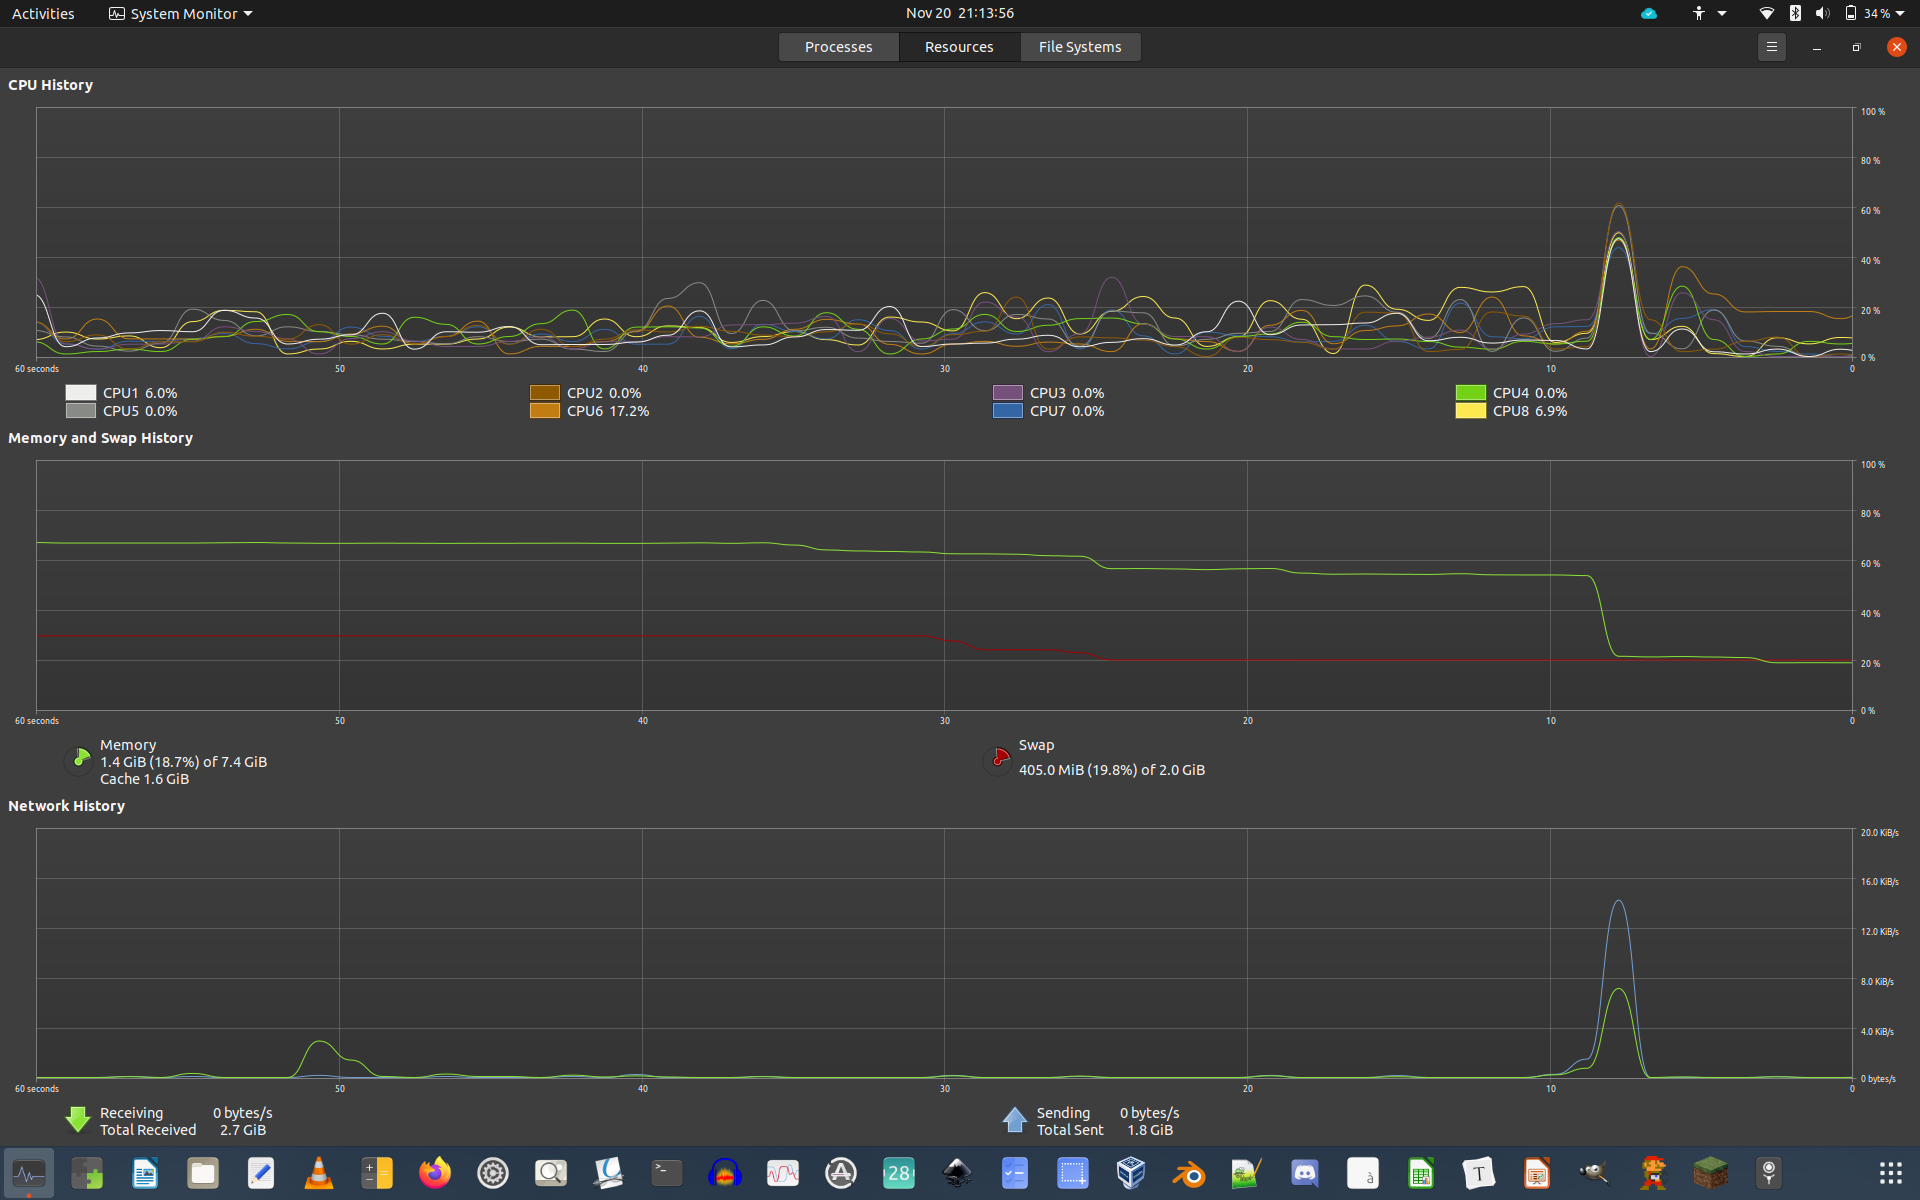 Activities System Monitor Nov 20 21:13:56 34 %
Processes Resources File Systems
CPU History
100 %
80 %
60 %
40 %
20 %
0 %
60 seconds 50 40 30 20 10 0
CPU1 6.0% CPU2 0.0% CPU3 0.0% CPU4 0.0%
CPU5 0.0% CPU6 17.2% CPU7 0.0% CPU8 6.9%
Memory and Swap History
100 %
80 %
60 %
40 %
20 %
0 %
60 seconds 50 40 30 20 10 0
Memory
1.4 GiB (18.7%) of 7.4 GiB
Cache 1.6 GiB
Swap
405.0 MiB (19.8%) of 2.0 GiB
Network History
20.0 KiB/s
16.0 KiB/s
12.0 KiB/s
8.0 KiB/s
4.0 KiB/s
0 bytes/s
60 seconds 50 40 30 20 10 0
Receiving 0 bytes/s
Total Received 2.7 GiB
Sending 0 bytes/s
Total Sent 1.8 GiB
28
à
T